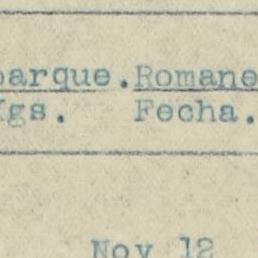 barque. Romane
Kgs. Fecha.
Nov 12